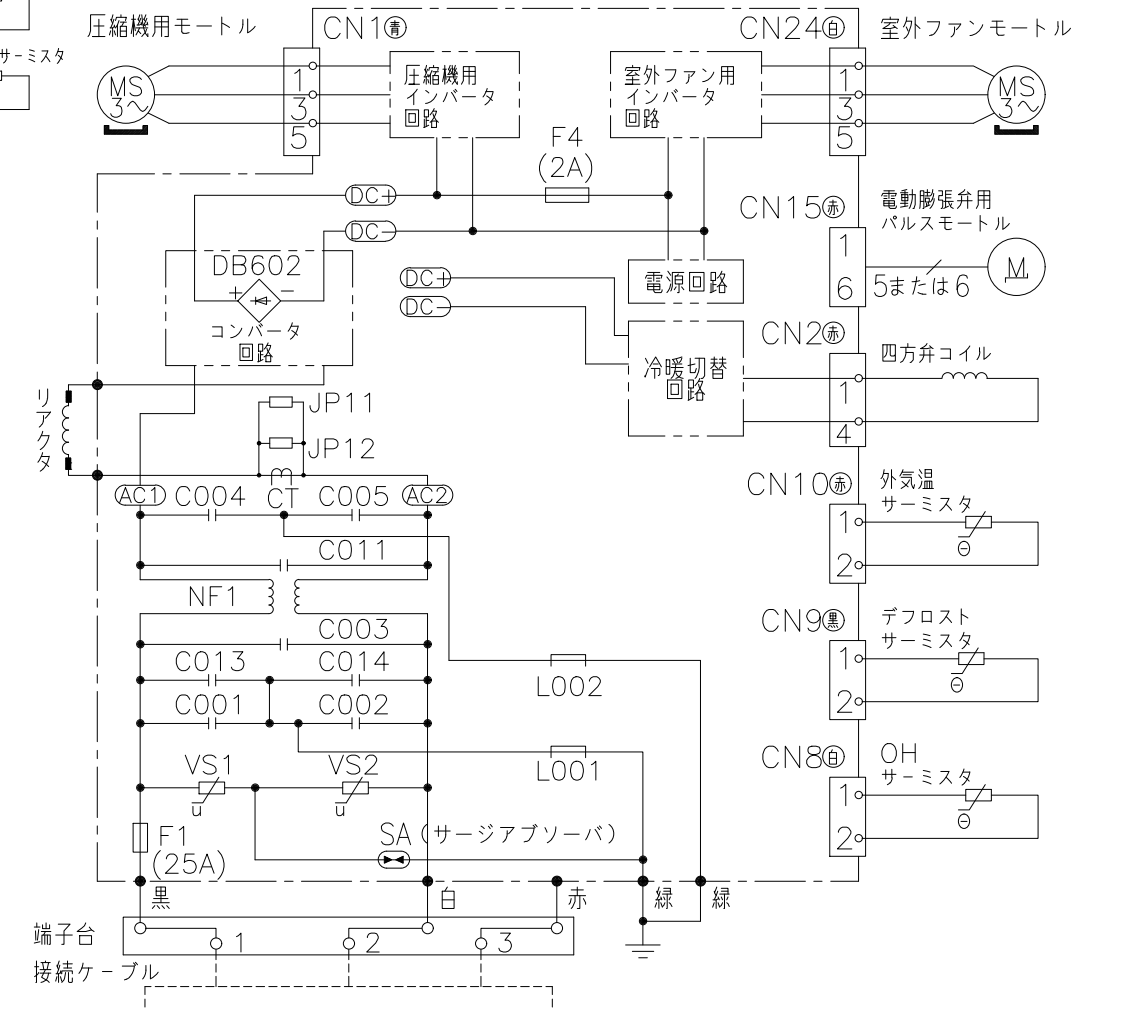 圧縮機用モートル
CN1青
CN24白
室外ファンモートル
サーミスタ
MS
3~
1
3
5
圧縮機用
インバータ
回路
室外ファン用
インバータ
回路
1
3
5
MS
3~
F4
(2A)
DC+
DC-
CN15赤
電動膨張弁用
パルスモートル
1
6
5または6
M
DB602
+
-
コンバータ
回路
DC+
DC-
電源回路
CN2赤
四方弁コイル
冷暖切替
回路
1
4
リアクタ
JP11
JP12
CT
AC1
C004
C005
AC2
CN10赤
外気温
サーミスタ
1
2
Θ
C011
NF1
C003
C013
C014
C001
C002
L002
L001
CN9黒
デフロスト
サーミスタ
1
2
Θ
VS1
u
VS2
u
CN8白
OH
サーミスタ
1
2
Θ
F1
(25A)
SA(サージアブソーバ)
黒
白
赤
緑
緑
端子台
1
2
3
接続ケーブル